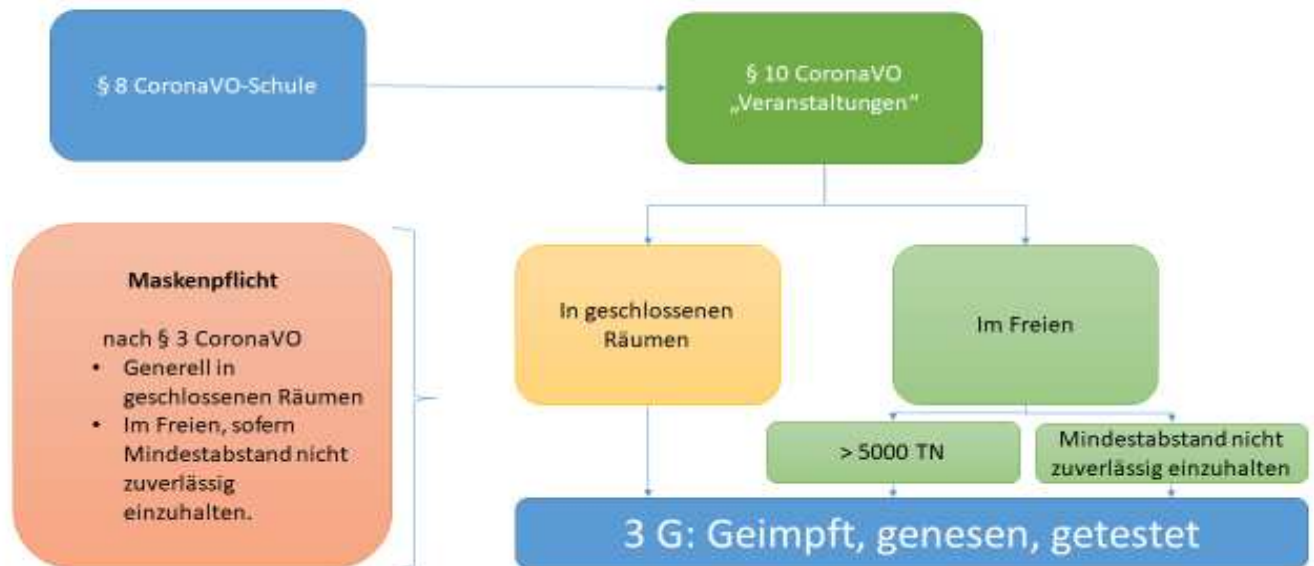 § 8 CoronaVO-Schule
§ 10 CoronaVO
„Veranstaltungen“
Maskenpflicht
nach § 3 CoronaVO
• Generell in
geschlossenen Räumen
• Im Freien, sofern
Mindestabstand nicht
zuverlässig
einzuhalten.
In geschlossenen
Räumen
Im Freien
> 5000 TN
Mindestabstand nicht
zuverlässig einzuhalten
3 G: Geimpft, genesen, getestet